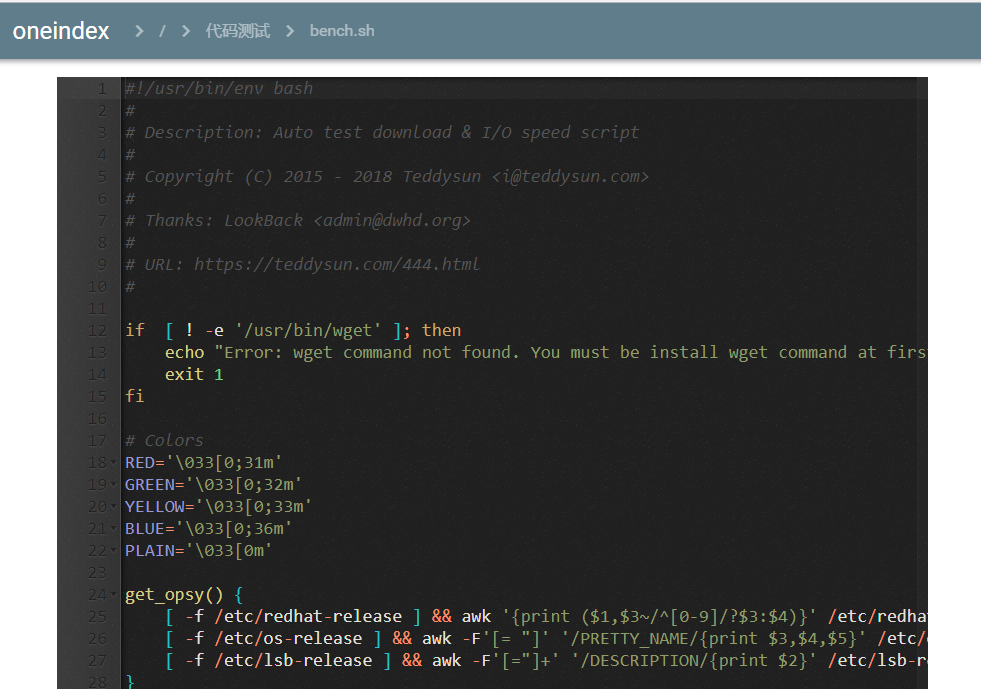 oneindex > / > 代码测试 > bench.sh
1 #!/usr/bin/env bash
2 #
3 # Description: Auto test download & I/O speed script
4 #
5 # Copyright (C) 2015 - 2018 Teddysun <i@teddysun.com>
6 #
7 # Thanks: LookBack <admin@dwhd.org>
8 #
9 # URL: https://teddysun.com/444.html
10 #
11
12 if  [ ! -e '/usr/bin/wget' ]; then
13     echo "Error: wget command not found. You must be install wget command at firs
14     exit 1
15 fi
16
17 # Colors
18 RED='\033[0;31m'
19 GREEN='\033[0;32m'
20 YELLOW='\033[0;33m'
21 BLUE='\033[0;36m'
22 PLAIN='\033[0m'
23
24 get_opsy() {
25     [ -f /etc/redhat-release ] && awk '{print ($1,$3~/^[0-9]/?$3:$4)}' /etc/redha
26     [ -f /etc/os-release ] && awk -F'[= "]' '/PRETTY_NAME/{print $3,$4,$5}' /etc/
27     [ -f /etc/lsb-release ] && awk -F'[="]+' '/DESCRIPTION/{print $2}' /etc/lsb-r
28 }